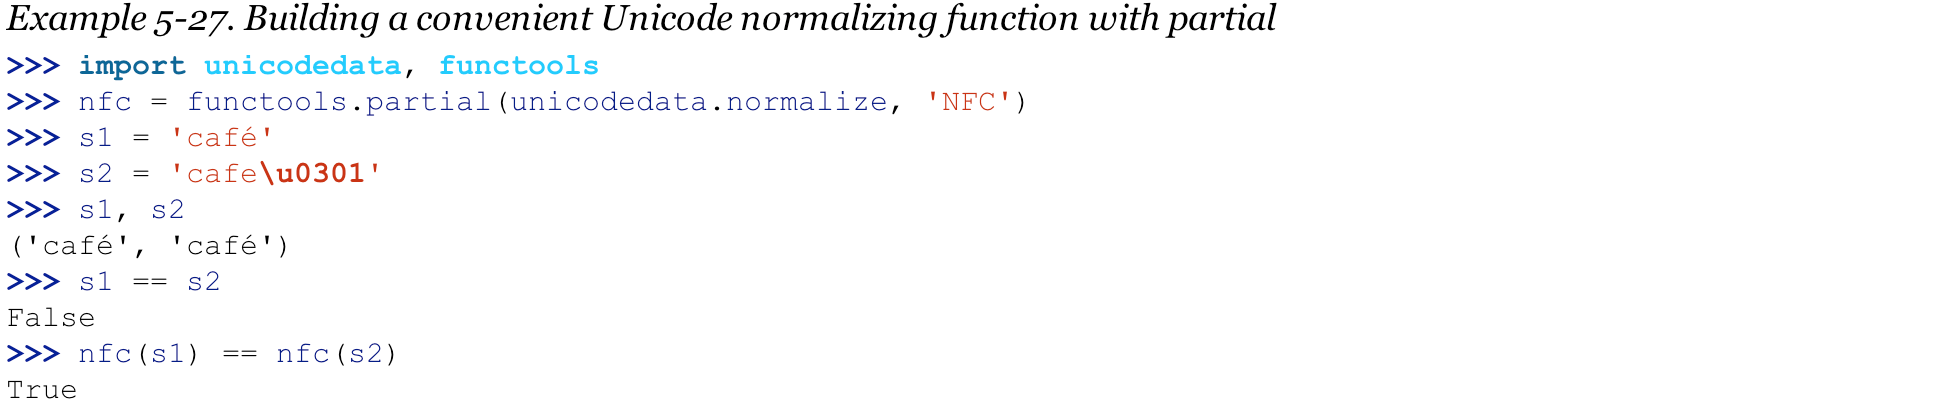 Example 5-27. Building a convenient Unicode normalizing function with partial
>>> import unicodedata, functools
>>> nfc = functools.partial(unicodedata.normalize, 'NFC')
>>> s1 = 'café'
>>> s2 = 'cafe\u0301'
>>> s1, s2
('café', 'café')
>>> s1 == s2
False
>>> nfc(s1) == nfc(s2)
True